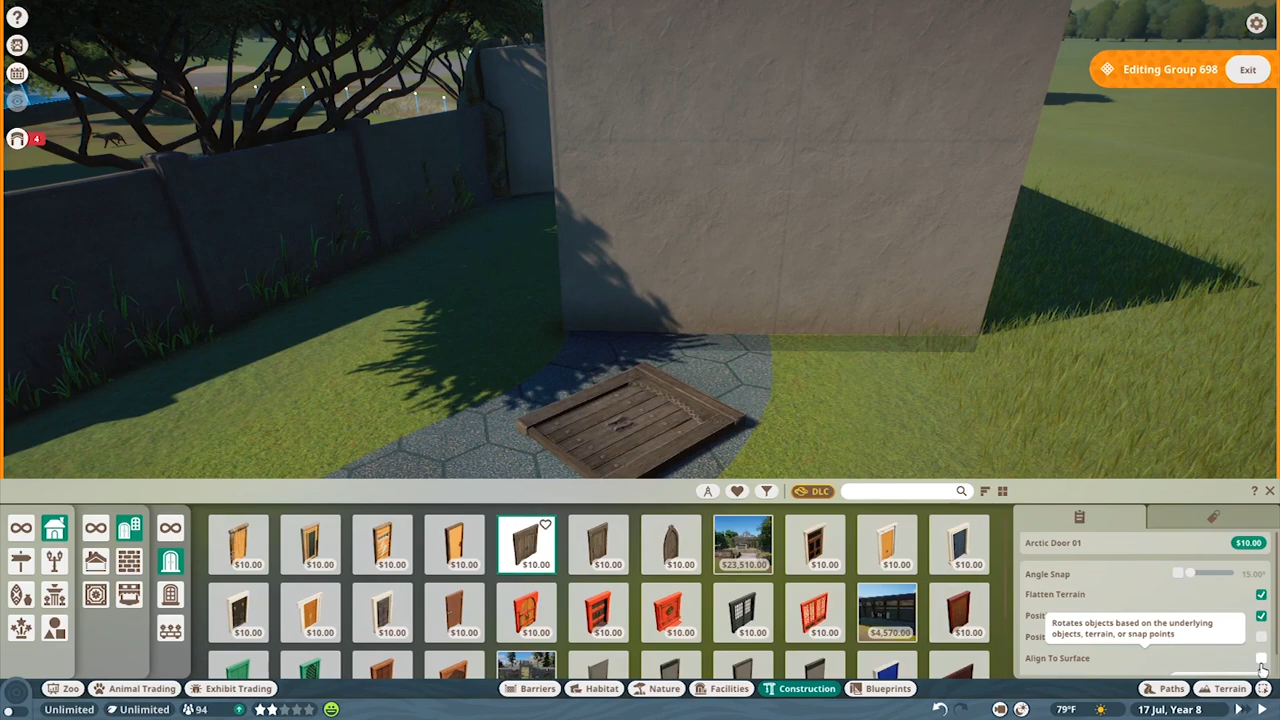 ?
Editing Group 698 Exit
4
DLC
? ×
$10.00 $10.00 $10.00 $10.00 $10.00 $10.00 $10.00 $23,510.00 $10.00 $10.00 $10.00
$10.00 $10.00 $10.00 $10.00 $10.00 $10.00 $10.00 $10.00 $10.00 $4,570.00 $10.00
Arctic Door 01 $10.00
Angle Snap 15.00°
Flatten Terrain
Posit
Rotates objects based on the underlying
objects, terrain, or snap points
Posit
Align To Surface
Zoo Animal Trading Exhibit Trading Barriers Habitat Nature Facilities Construction Blueprints Paths Terrain
Unlimited Unlimited 94 79°F 17 Jul, Year 8